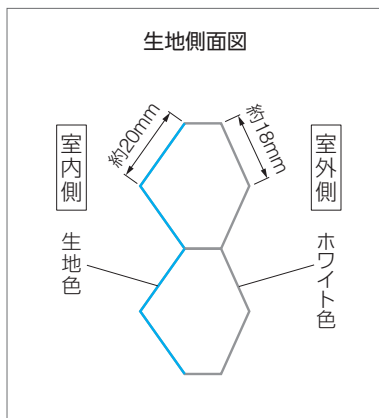 生地側面図
約20mm
約18mm
室内側
室外側
生地色
ホワイト色